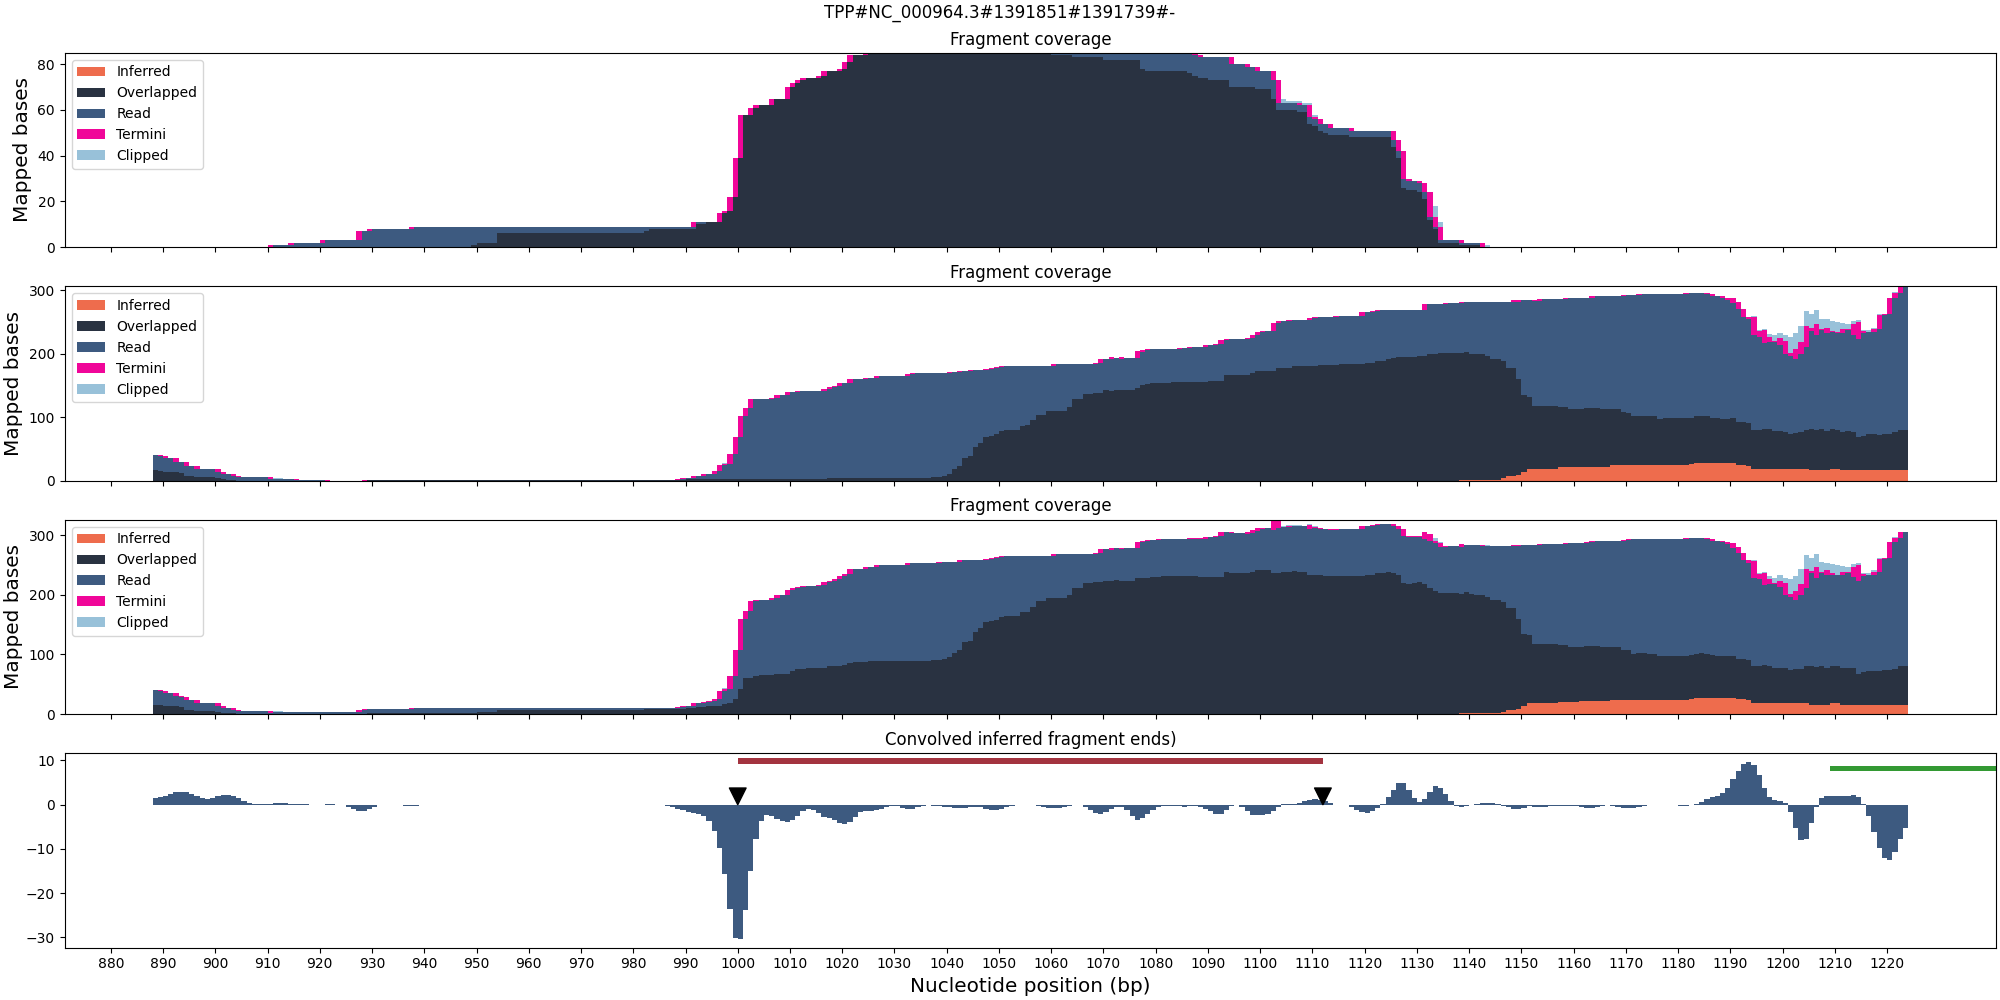 TPP#NC_000964.3#1391851#1391739#-
Fragment coverage
Mapped bases
80
60
40
20
0
Inferred
Overlapped
Read
Termini
Clipped
Fragment coverage
Mapped bases
300
200
100
0
Inferred
Overlapped
Read
Termini
Clipped
Fragment coverage
Mapped bases
300
200
100
0
Inferred
Overlapped
Read
Termini
Clipped
Convolved inferred fragment ends)
10
0
−10
−20
−30
880 890 900 910 920 930 940 950 960 970 980 990 1000 1010 1020 1030 1040 1050 1060 1070 1080 1090 1100 1110 1120 1130 1140 1150 1160 1170 1180 1190 1200 1210 1220
Nucleotide position (bp)